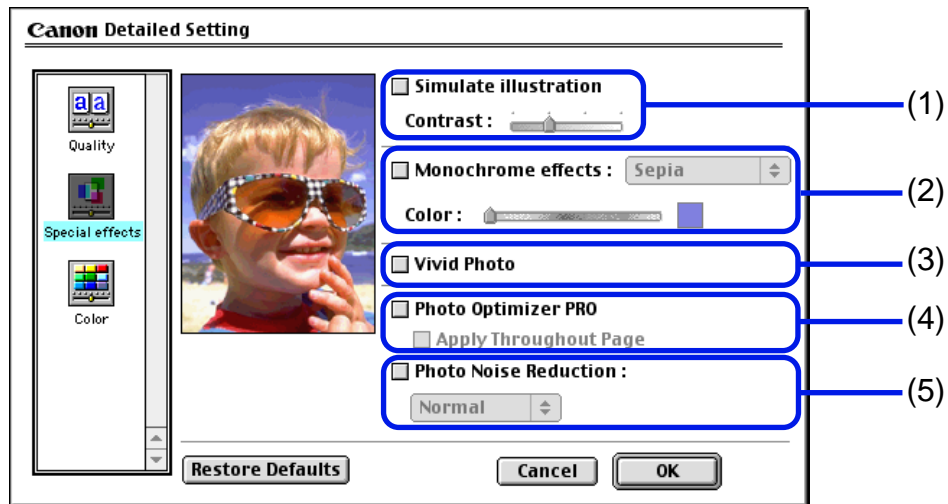 Canon Detailed Setting
aa
Quality
Special effects
Color
Simulate illustration
Contrast :
(1)
Monochrome effects : Sepia
Color :
(2)
Vivid Photo
(3)
Photo Optimizer PRO
Apply Throughout Page
(4)
Photo Noise Reduction :
Normal
(5)
Restore Defaults Cancel OK